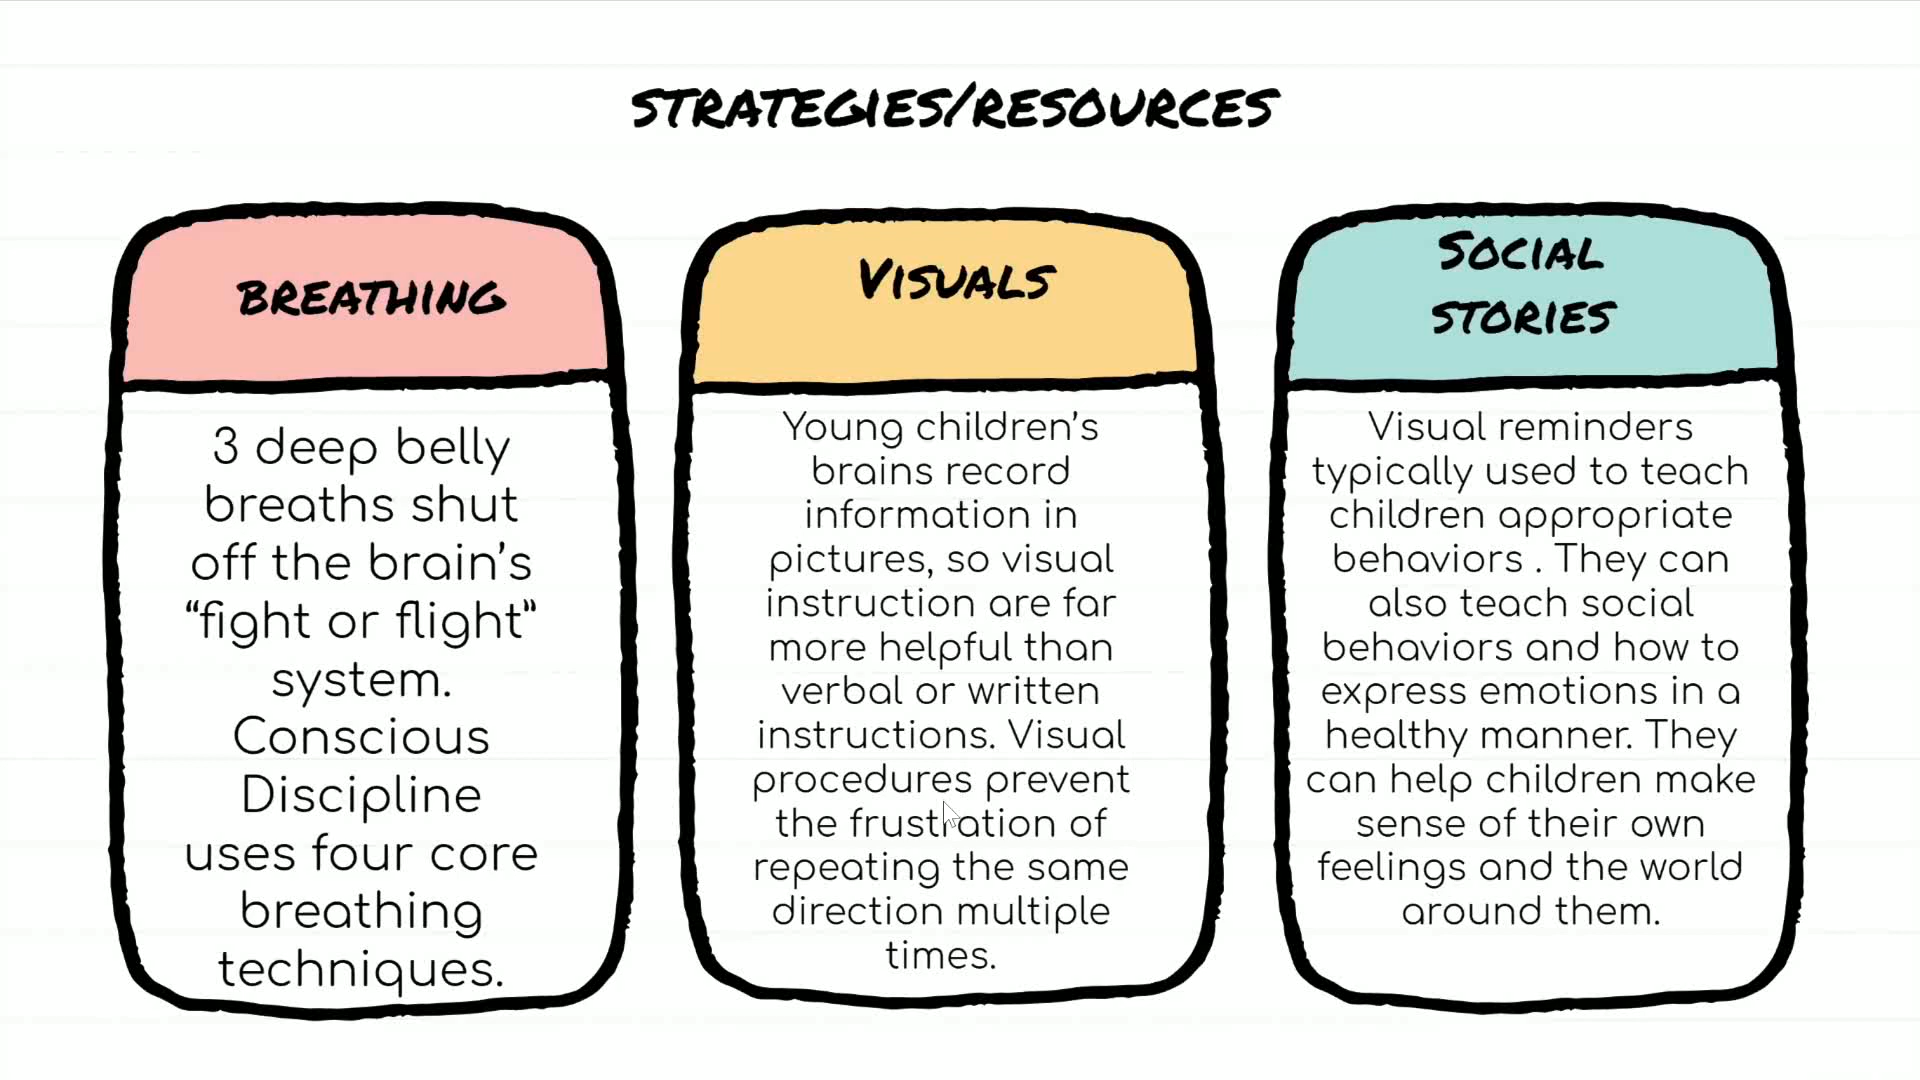 STRATEGIES/RESOURCES
BREATHING
3 deep belly
breaths shut
off the brain’s
“fight or flight”
system.
Conscious
Discipline
uses four core
breathing
techniques.
VISUALS
Young children’s
brains record
information in
pictures, so visual
instruction are far
more helpful than
verbal or written
instructions. Visual
procedures prevent
the frustration of
repeating the same
direction multiple
times.
SOCIAL
STORIES
Visual reminders
typically used to teach
children appropriate
behaviors . They can
also teach social
behaviors and how to
express emotions in a
healthy manner. They
can help children make
sense of their own
feelings and the world
around them.